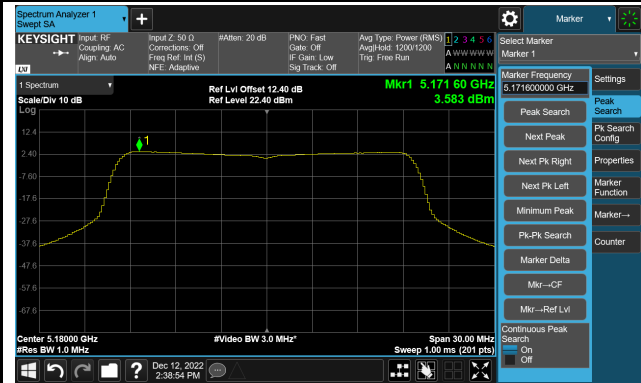 Spectrum Analyzer 1
Swept SA
Marker
KEYSIGHT
Input: RF
Coupling: AC
Align: Auto
Input Z: 50 Ω
Corrections: Off
Freq Ref: Int (S)
NFE: Adaptive
#Atten: 20 dB
PNO: Fast
Gate: Off
IF Gain: Low
Sig Track: Off
Avg Type: Power (RMS)
Avg|Hold: 1200/1200
Trig: Free Run
1 2 3 4 5 6
A W W W W W
A N N N N N
LXI
Select Marker
Marker 1
1 Spectrum
Scale/Div 10 dB
Log
Ref Lvl Offset 12.40 dB
Ref Level 22.40 dBm
Mkr1 5.171 60 GHz
3.583 dBm
1
12.4
2.40
-7.60
-17.6
-27.6
-37.6
-47.6
-57.6
-67.6
Center 5.18000 GHz
#Res BW 1.0 MHz
#Video BW 3.0 MHz*
Span 30.00 MHz
Sweep 1.00 ms (201 pts)
Marker Frequency
5.171600000 GHz
Peak Search
Next Peak
Next Pk Right
Next Pk Left
Minimum Peak
Pk-Pk Search
Marker Delta
Mkr→CF
Mkr→Ref Lvl
Continuous Peak
Search
On
Off
Settings
Peak
Search
Pk Search
Config
Properties
Marker
Function
Marker→
Counter
?
Dec 12, 2022
2:38:54 PM